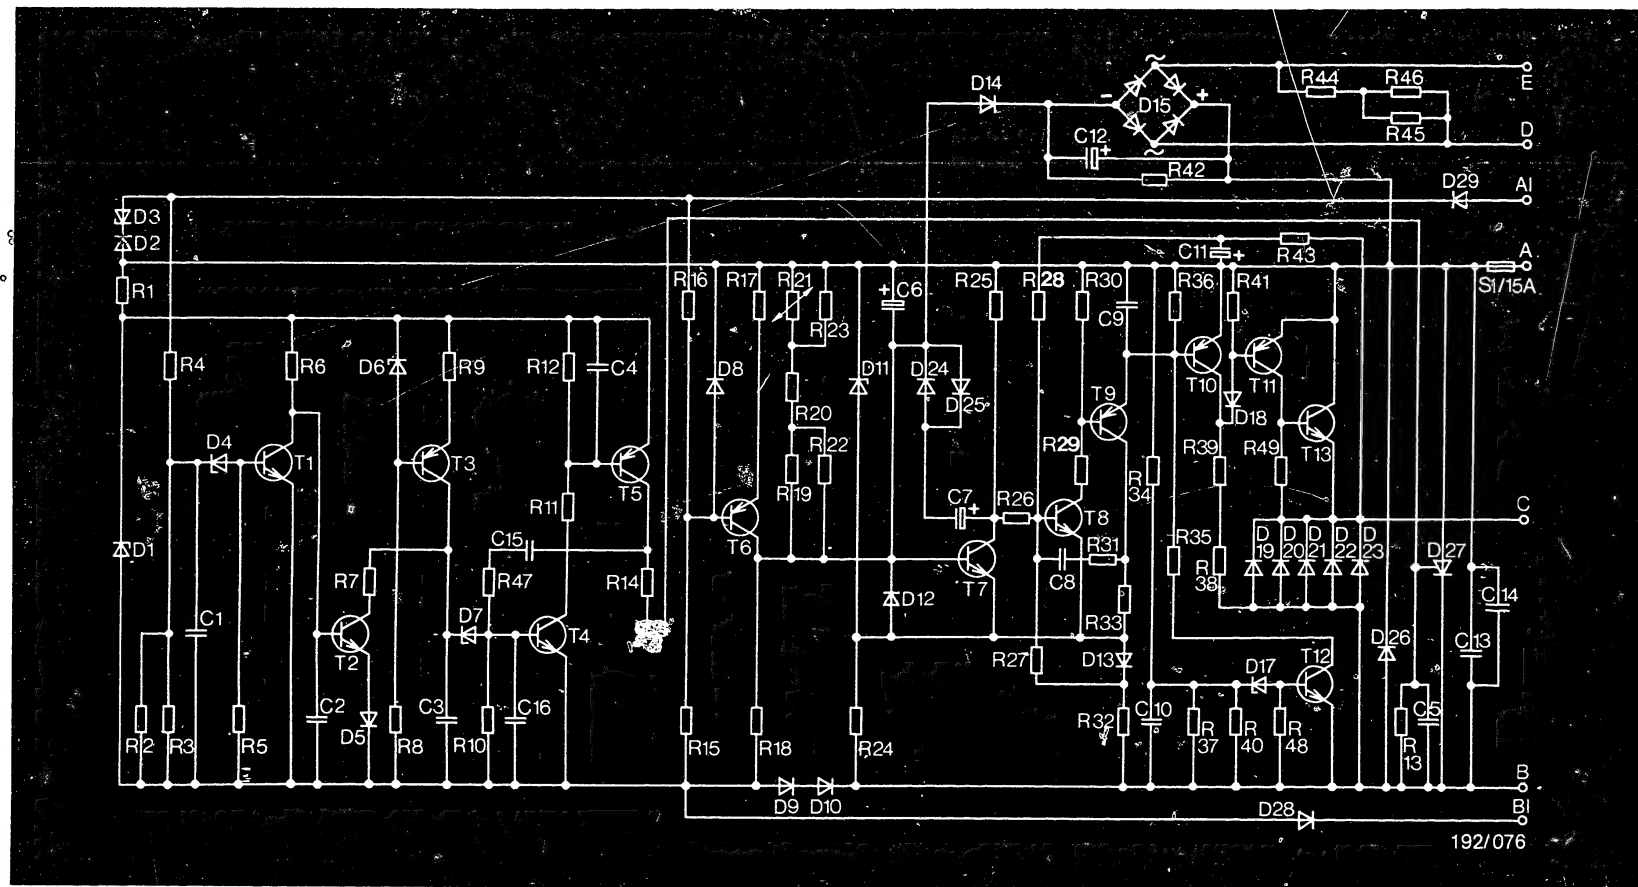 E
R44 R46
D14
D15
- +
~
~
R45
D
C12 +
R42
D29
A1
D3
D2
C11 +
R43
A
S1/15A
R1
R16 R17 R21
C6 +
R25 R28 R30
R36 R41
R23
C9
R4 R6 D6 R9 R12 C4
D8
D11 D24
D25
T10 T11
T9
D18
R20
R22
R29
R39 R49
T13
D4
T1
T3
T5
R19
R34
R11
C7 +
R26
T8
C
T6
C15
R31
R35
D19 D20 D21 D22 D23
D27
D1
R7
R47
R14
T7
C8
R38
C14
D12
R33
C1
D7
T4
T2
R27
D13
D17
T12
D26
C13
C2
D5
C3
C16
R32
C10
C5
R2 R3 R5
R8 R10
R15 R18 R24
R37 R40 R48
R13
B
D9 D10
D28
B1
192/076